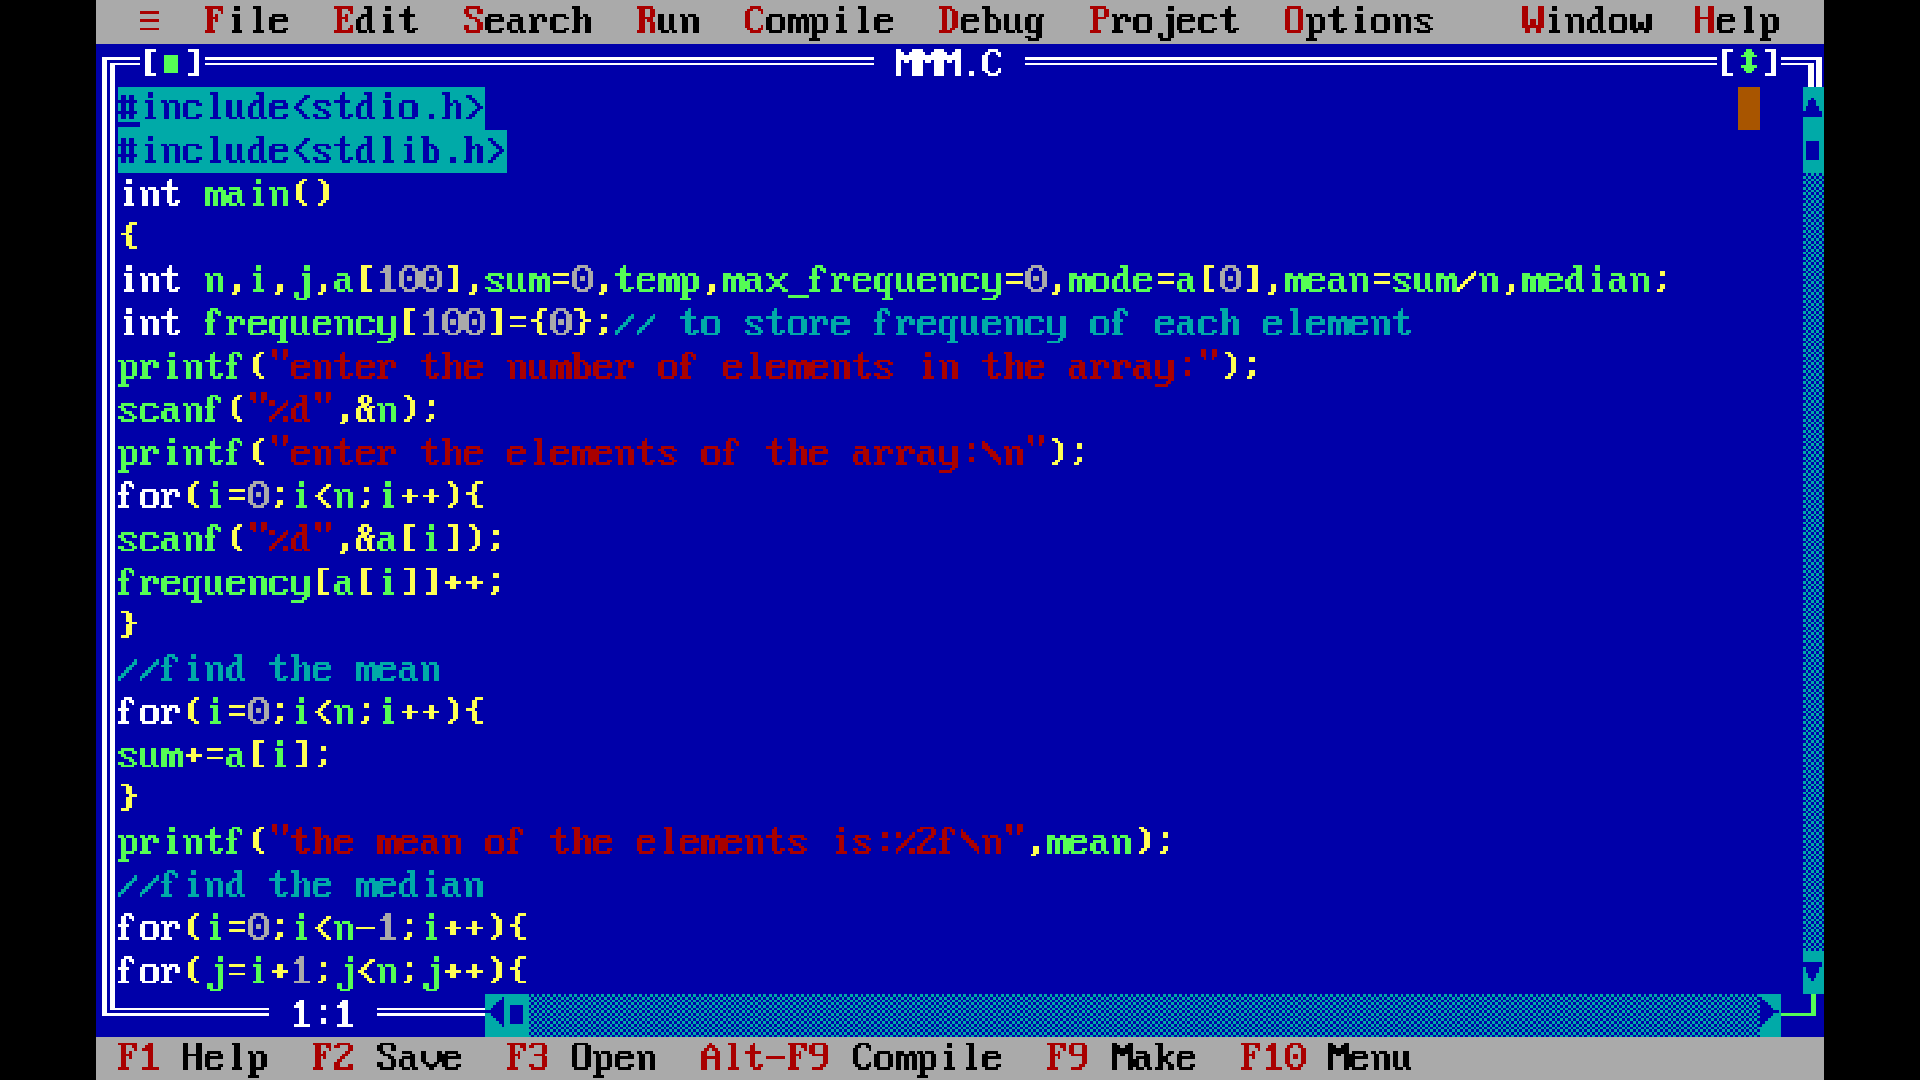 ≡ File Edit Search Run Compile Debug Project Options Window Help
[■] MMM.C [↕]
#include<stdio.h>
#include<stdlib.h>
int main()
{
int n,i,j,a[100],sum=0,temp,max_frequency=0,mode=a[0],mean=sum/n,median;
int frequency[100]={0};// to store frequency of each element
printf("enter the number of elements in the array:");
scanf("%d",&n);
printf("enter the elements of the array:\n");
for(i=0;i<n;i++){
scanf("%d",&a[i]);
frequency[a[i]]++;
}
//find the mean
for(i=0;i<n;i++){
sum+=a[i];
}
printf("the mean of the elements is:%2f\n",mean);
//find the median
for(i=0;i<n-1;i++){
for(j=i+1;j<n;j++){
1:1
F1 Help F2 Save F3 Open Alt-F9 Compile F9 Make F10 Menu